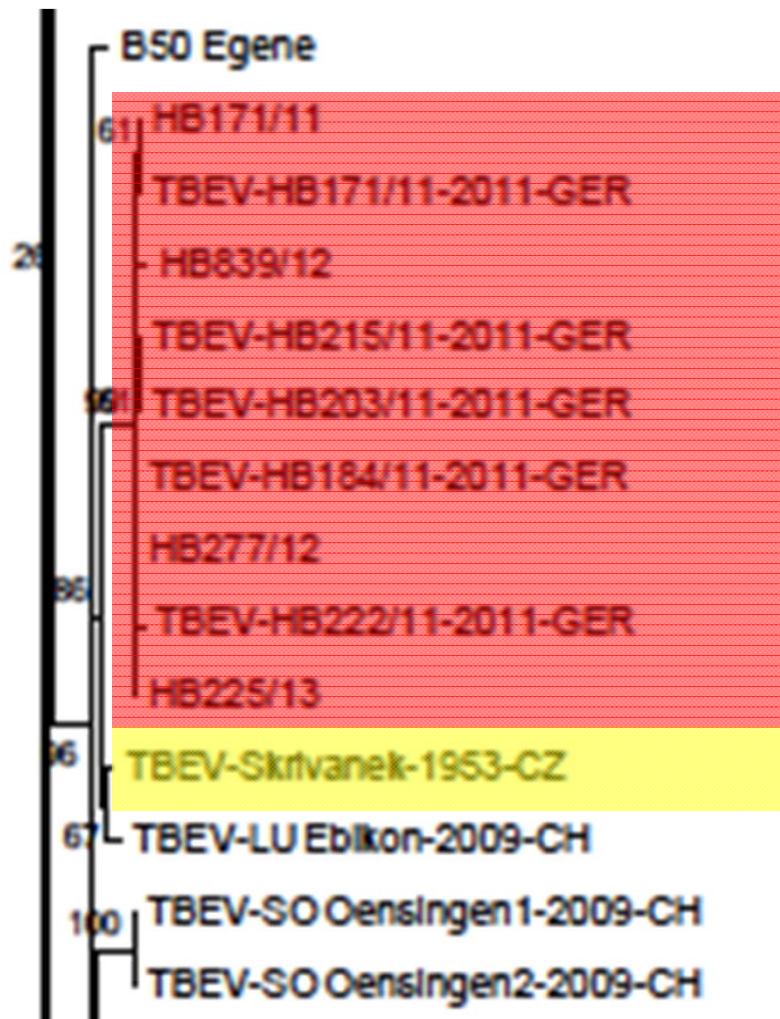 B50 Egene
61
HB171/11
TBEV-HB171/11-2011-GER
HB839/12
TBEV-HB215/11-2011-GER
TBEV-HB203/11-2011-GER
TBEV-HB184/11-2011-GER
HB277/12
86
TBEV-HB222/11-2011-GER
HB225/13
TBEV-Skrivanek-1953-CZ
67
TBEV-LU Ebikon-2009-CH
100
TBEV-SO Oensingen1-2009-CH
TBEV-SO Oensingen2-2009-CH